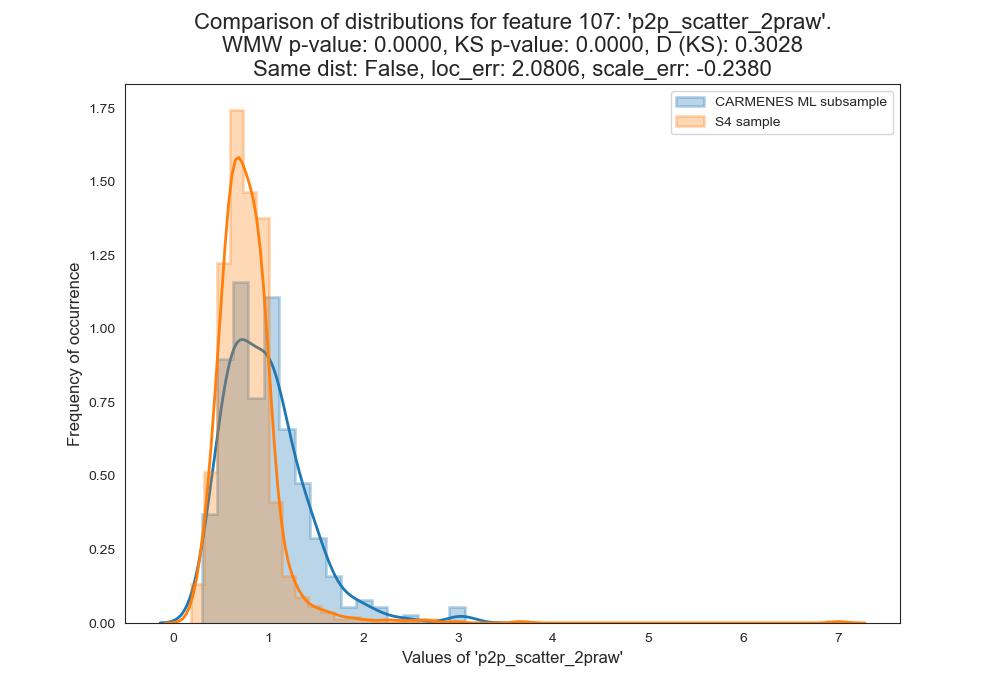 Comparison of distributions for feature 107: 'p2p_scatter_2praw'.
WMW p-value: 0.0000, KS p-value: 0.0000, D (KS): 0.3028
Same dist: False, loc_err: 2.0806, scale_err: -0.2380
CARMENES ML subsample
S4 sample
Frequency of occurrence
1.75
1.50
1.25
1.00
0.75
0.50
0.25
0.00
0 1 2 3 4 5 6 7
Values of 'p2p_scatter_2praw'